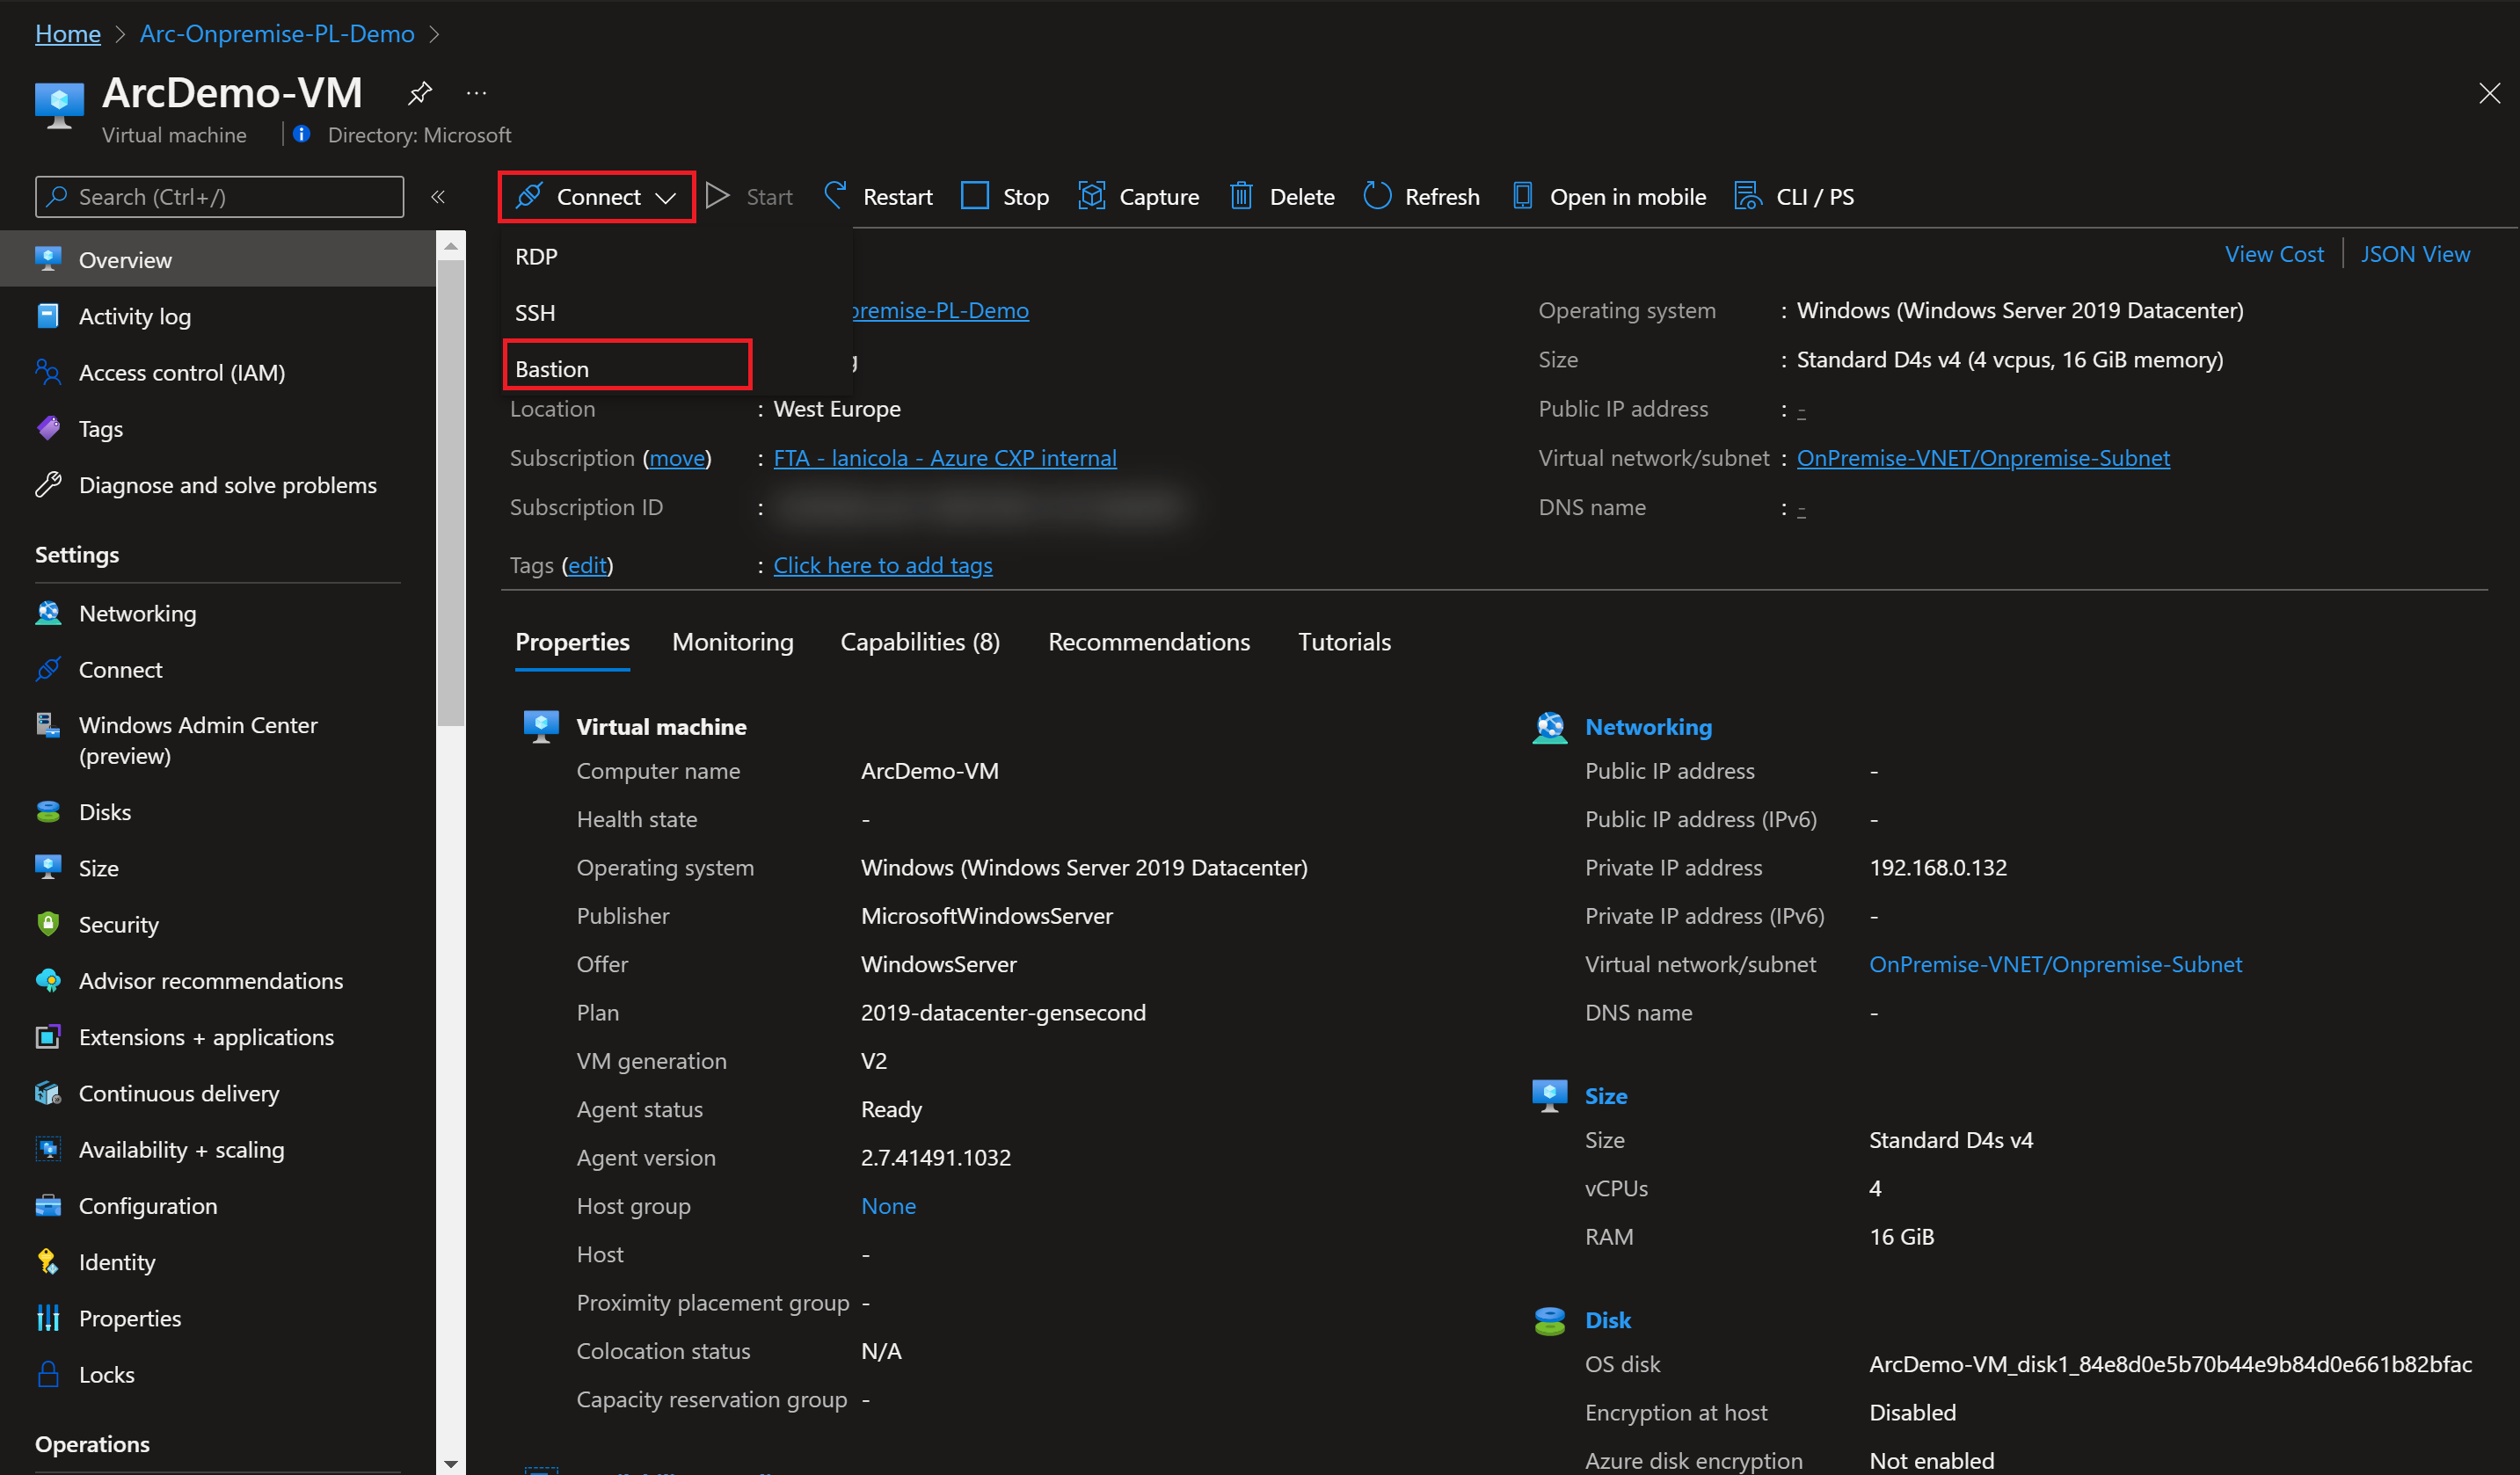 Home > Arc-Onpremise-PL-Demo >
Arc­Demo-VM ...
Virtual machine | Directory: Microsoft
Search (Ctrl+/) «
Connect Start Restart Stop Capture Delete Refresh Open in mobile CLI / PS
Overview
Activity log
Access control (IAM)
Tags
Diagnose and solve problems
Settings
Networking
Connect
Windows Admin Center
(preview)
Disks
Size
Security
Advisor recommendations
Extensions + applications
Continuous delivery
Availability + scaling
Configuration
Identity
Properties
Locks
Operations
RDP
SSH
Bastion
View Cost | JSON View
premise-PL-Demo
Location : West Europe
Subscription (move) : FTA - lanicola - Azure CXP internal
Subscription ID :
Tags (edit) : Click here to add tags
Operating system : Windows (Windows Server 2019 Datacenter)
Size : Standard D4s v4 (4 vcpus, 16 GiB memory)
Public IP address : -
Virtual network/subnet : OnPremise-VNET/Onpremise-Subnet
DNS name : -
Properties Monitoring Capabilities (8) Recommendations Tutorials
Virtual machine
Computer name ArcDemo-VM
Health state -
Operating system Windows (Windows Server 2019 Datacenter)
Publisher MicrosoftWindowsServer
Offer WindowsServer
Plan 2019-datacenter-gensecond
VM generation V2
Agent status Ready
Agent version 2.7.41491.1032
Host group None
Host -
Proximity placement group -
Colocation status N/A
Capacity reservation group -
Networking
Public IP address -
Public IP address (IPv6) -
Private IP address 192.168.0.132
Private IP address (IPv6) -
Virtual network/subnet OnPremise-VNET/Onpremise-Subnet
DNS name -
Size
Size Standard D4s v4
vCPUs 4
RAM 16 GiB
Disk
OS disk ArcDemo-VM_disk1_84e8d0e5b70b44e9b84d0e661b82bfac
Encryption at host Disabled
Azure disk encryption Not enabled